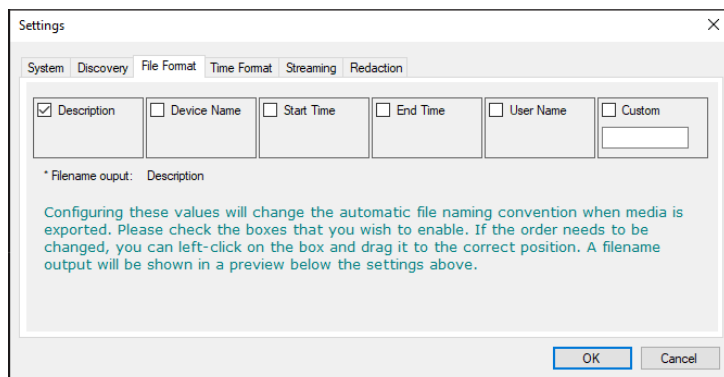 Settings
System Discovery File Format Time Format Streaming Redaction
Description Device Name Start Time End Time User Name Custom
* Filename ouput: Description
Configuring these values will change the automatic file naming convention when media is
exported. Please check the boxes that you wish to enable. If the order needs to be
changed, you can left-click on the box and drag it to the correct position. A filename
output will be shown in a preview below the settings above.
OK Cancel